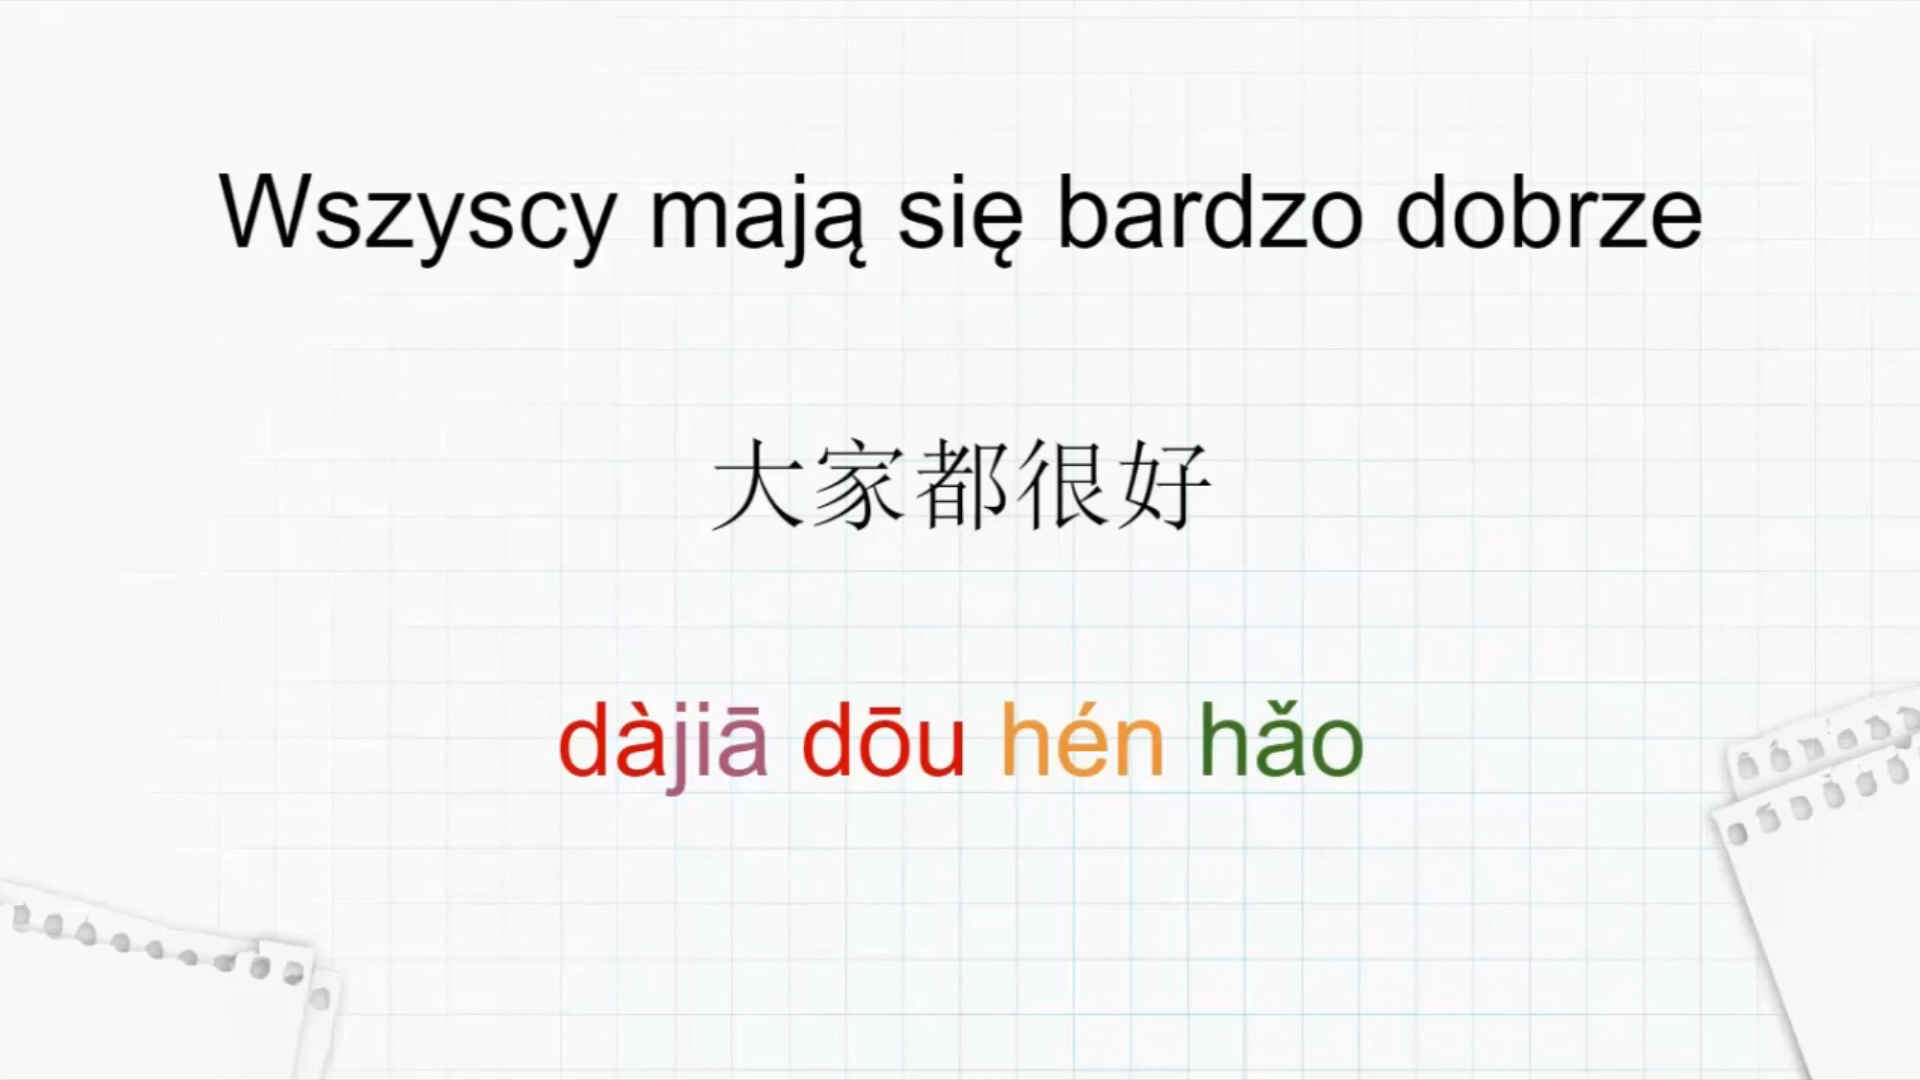 Wszyscy mają się bardzo dobrze
大家都很好
dàjiā dōu hén hǎo